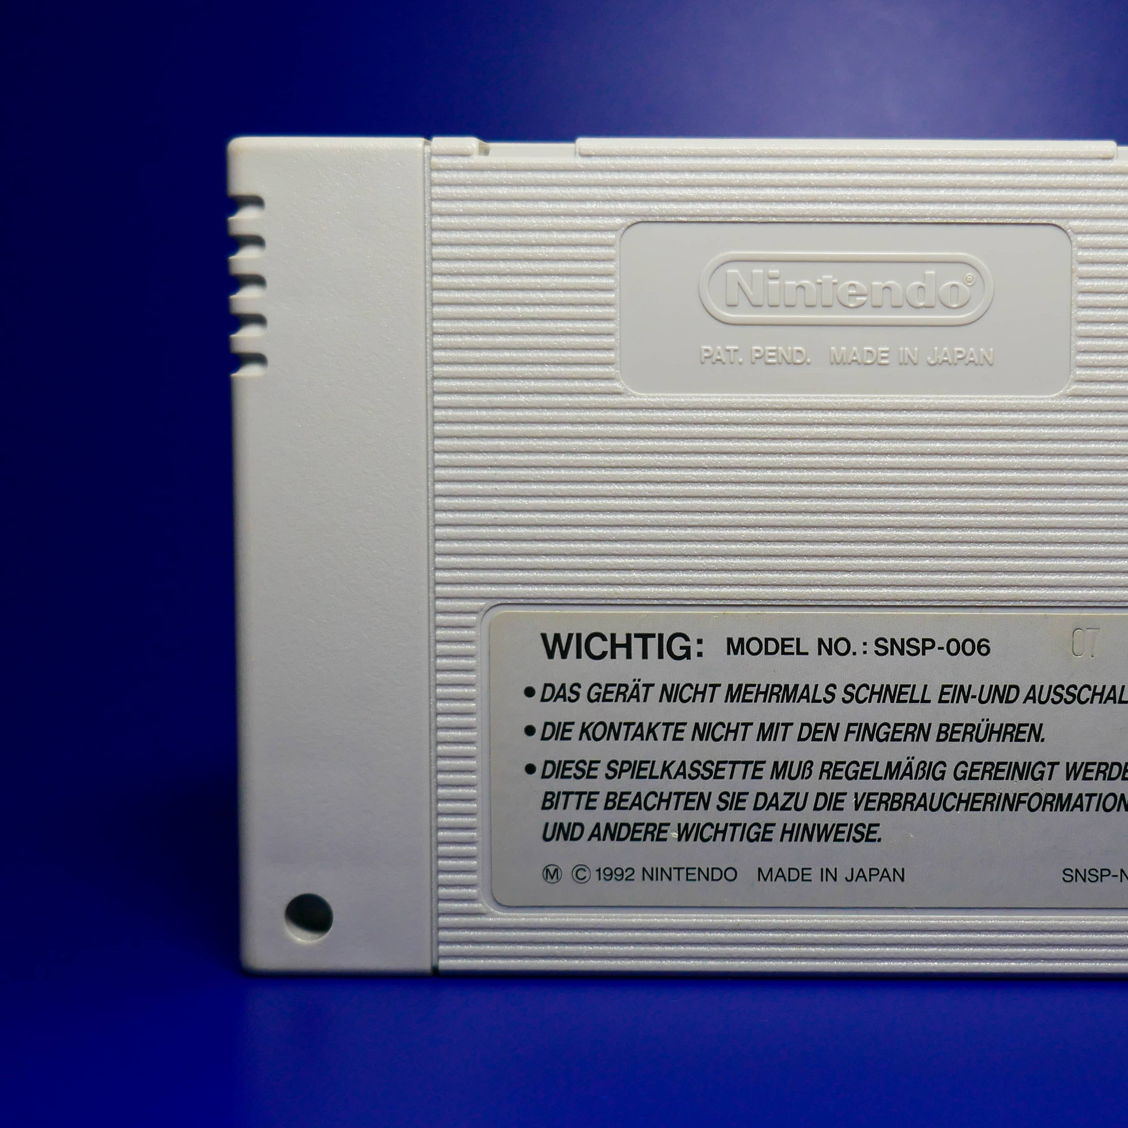 Nintendo®
PAT. PEND. MADE IN JAPAN
WICHTIG: MODEL NO.: SNSP-006 07
• DAS GERÄT NICHT MEHRMALS SCHNELL EIN-UND AUSSCHAL
• DIE KONTAKTE NICHT MIT DEN FINGERN BERÜHREN.
• DIESE SPIELKASSETTE MUß REGELMÄßIG GEREINIGT WERDE
BITTE BEACHTEN SIE DAZU DIE VERBRAUCHERINFORMATION
UND ANDERE WICHTIGE HINWEISE.
Ⓜ © 1992 NINTENDO MADE IN JAPAN SNSP-N